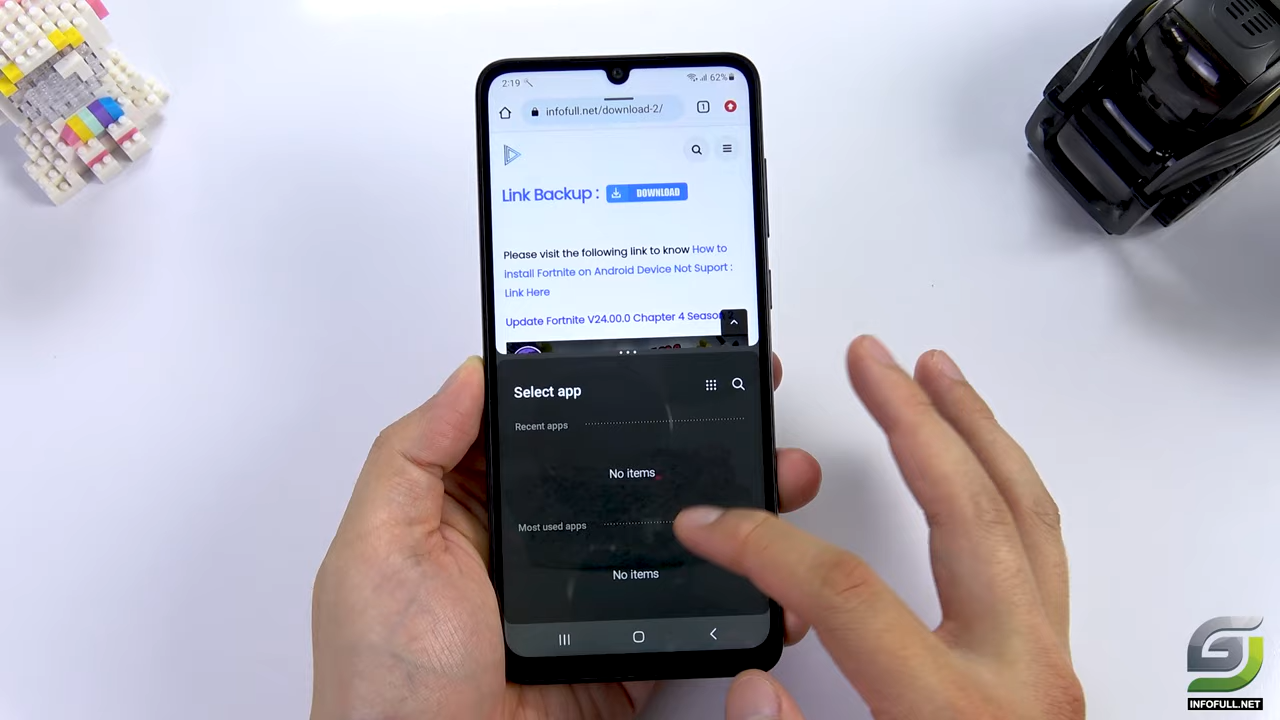 2:19
62%
infofull.net/download-2/
1
Link Backup :
DOWNLOAD
Please visit the following link to know How to
install Fortnite on Android Device Not Suport :
Link Here
Update Fortnite V24.00.0 Chapter 4 Season
Select app
Recent apps
No items
Most used apps
No items
INFOFULL.NET